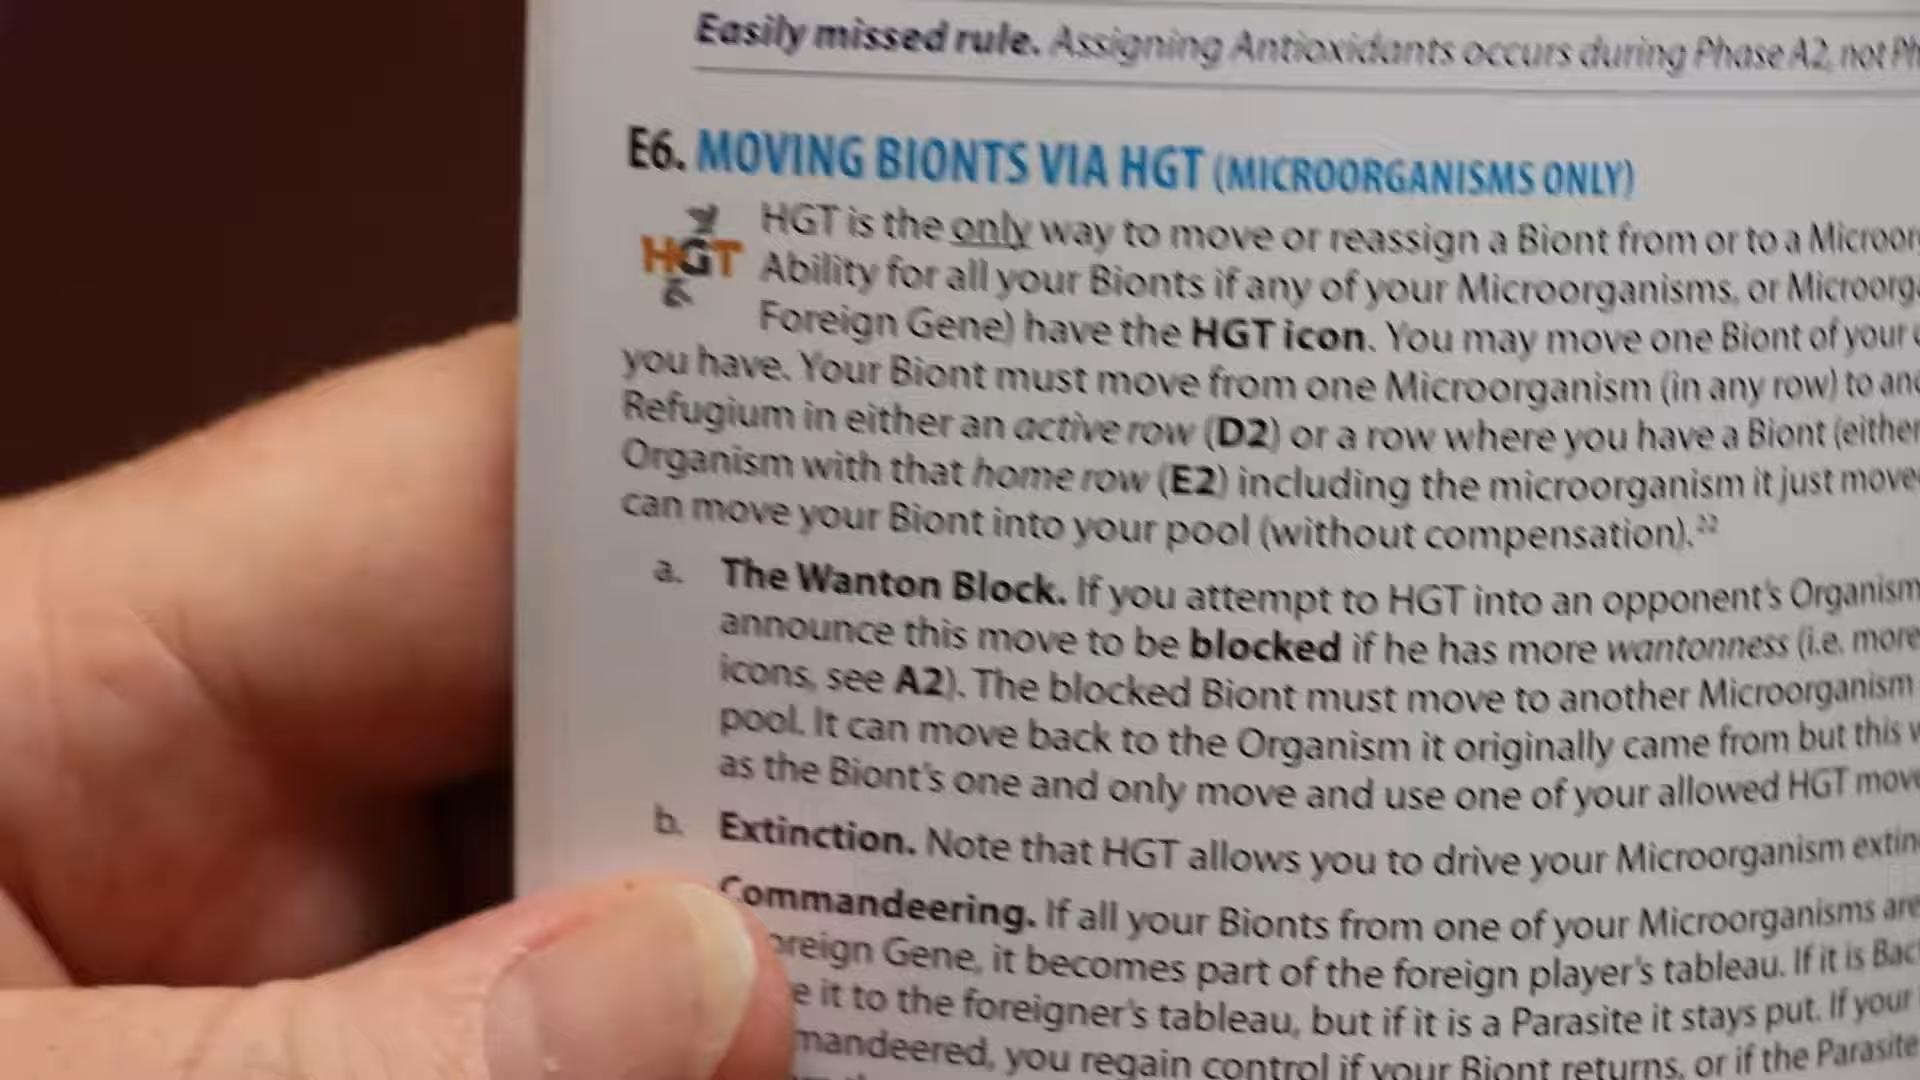 Easily missed rule. Assigning Antioxidants occurs during Phase A2, not
E6. MOVING BIONTS VIA HGT (MICROORGANISMS ONLY)
HGT
HGT is the only way to move or reassign a Biont from or to a
Ability for all your Bionts if any of your Microorganisms, or
Foreign Gene) have the HGT icon. You may move one Biont of your
you have. Your Biont must move from one Microorganism (in any row) to
Refugium in either an active row (D2) or a row where you have a Biont (either
Organism with that home row (E2) including the microorganism it just
can move your Biont into your pool (without compensation).22
a. The Wanton Block. If you attempt to HGT into an opponent's Organism
announce this move to be blocked if he has more wantonness (i.e. more
icons, see A2). The blocked Biont must move to another Microorganism
pool. It can move back to the Organism it originally came from but this
as the Biont's one and only move and use one of your allowed HGT
b. Extinction. Note that HGT allows you to drive your Microorganism
Commandeering. If all your Bionts from one of your Microorganisms are
Gene, it becomes part of the foreign player's tableau. If it is
it to the foreigner's tableau, but if it is a Parasite it stays put. If your
you regain control if your Biont returns, or if the Parasite